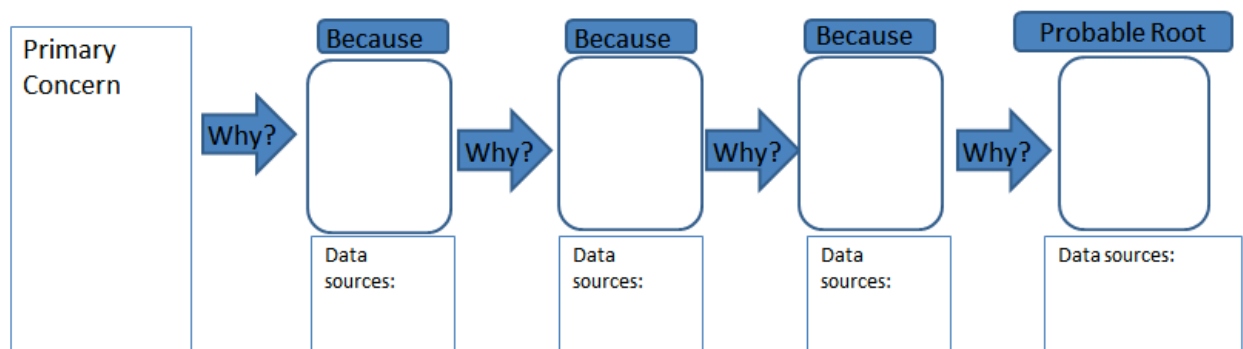 Primary
Concern
Why?
Because
Why?
Because
Why?
Because
Why?
Probable Root
Data
sources:
Data
sources:
Data
sources:
Data sources: